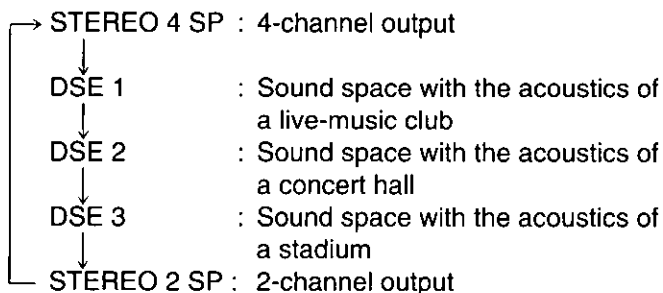 STEREO 4 SP : 4-channel output
DSE 1 : Sound space with the acoustics of
a live-music club
DSE 2 : Sound space with the acoustics of
a concert hall
DSE 3 : Sound space with the acoustics of
a stadium
STEREO 2 SP : 2-channel output